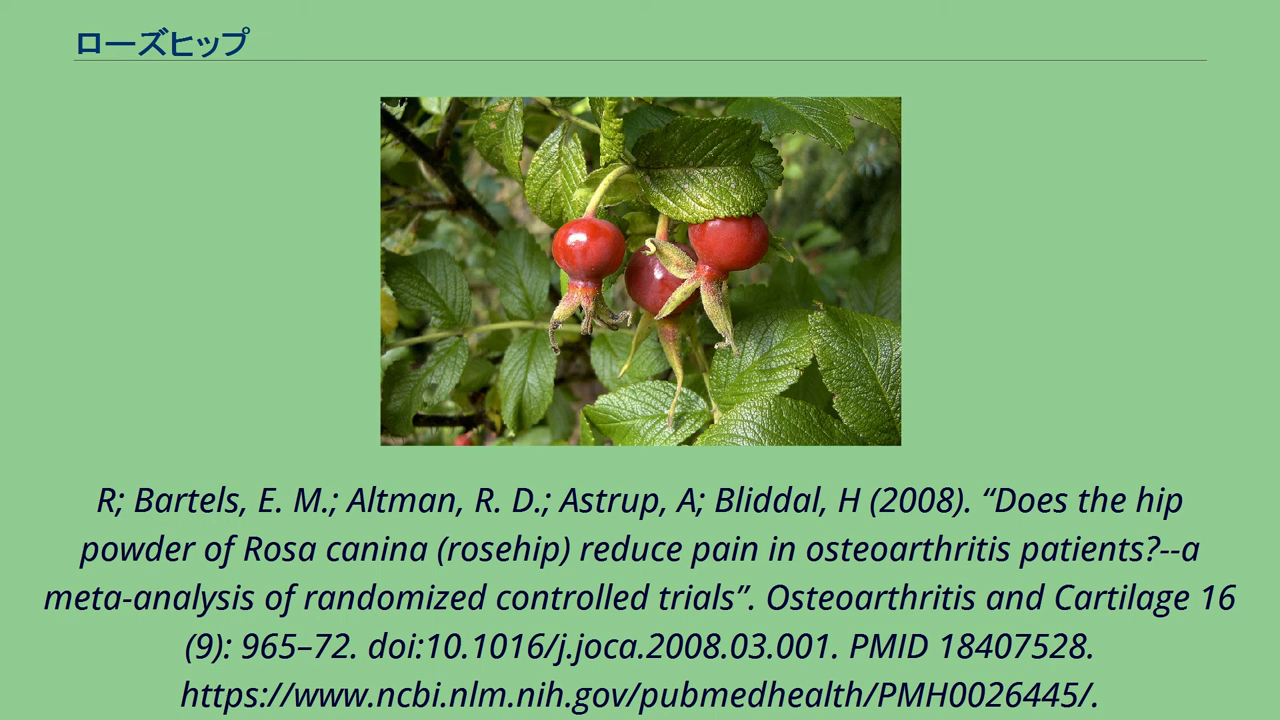 ローズヒップ
R; Bartels, E. M.; Altman, R. D.; Astrup, A; Bliddal, H (2008). “Does the hip
powder of Rosa canina (rosehip) reduce pain in osteoarthritis patients?--a
meta-analysis of randomized controlled trials”. Osteoarthritis and Cartilage 16
(9): 965–72. doi:10.1016/j.joca.2008.03.001. PMID 18407528.
https://www.ncbi.nlm.nih.gov/pubmedhealth/PMH0026445/.